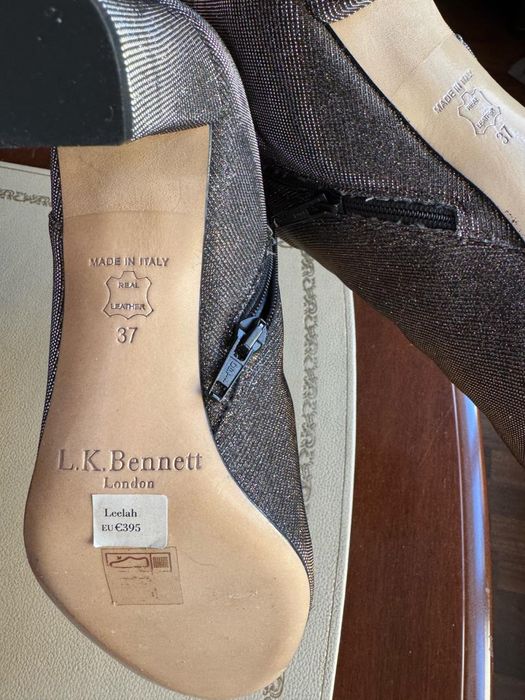 MADE IN ITALY
REAL
LEATHER
37
L.K.Bennett
London
Leelah
EU €395
MADE IN ITALY
REAL
LEATHER
37